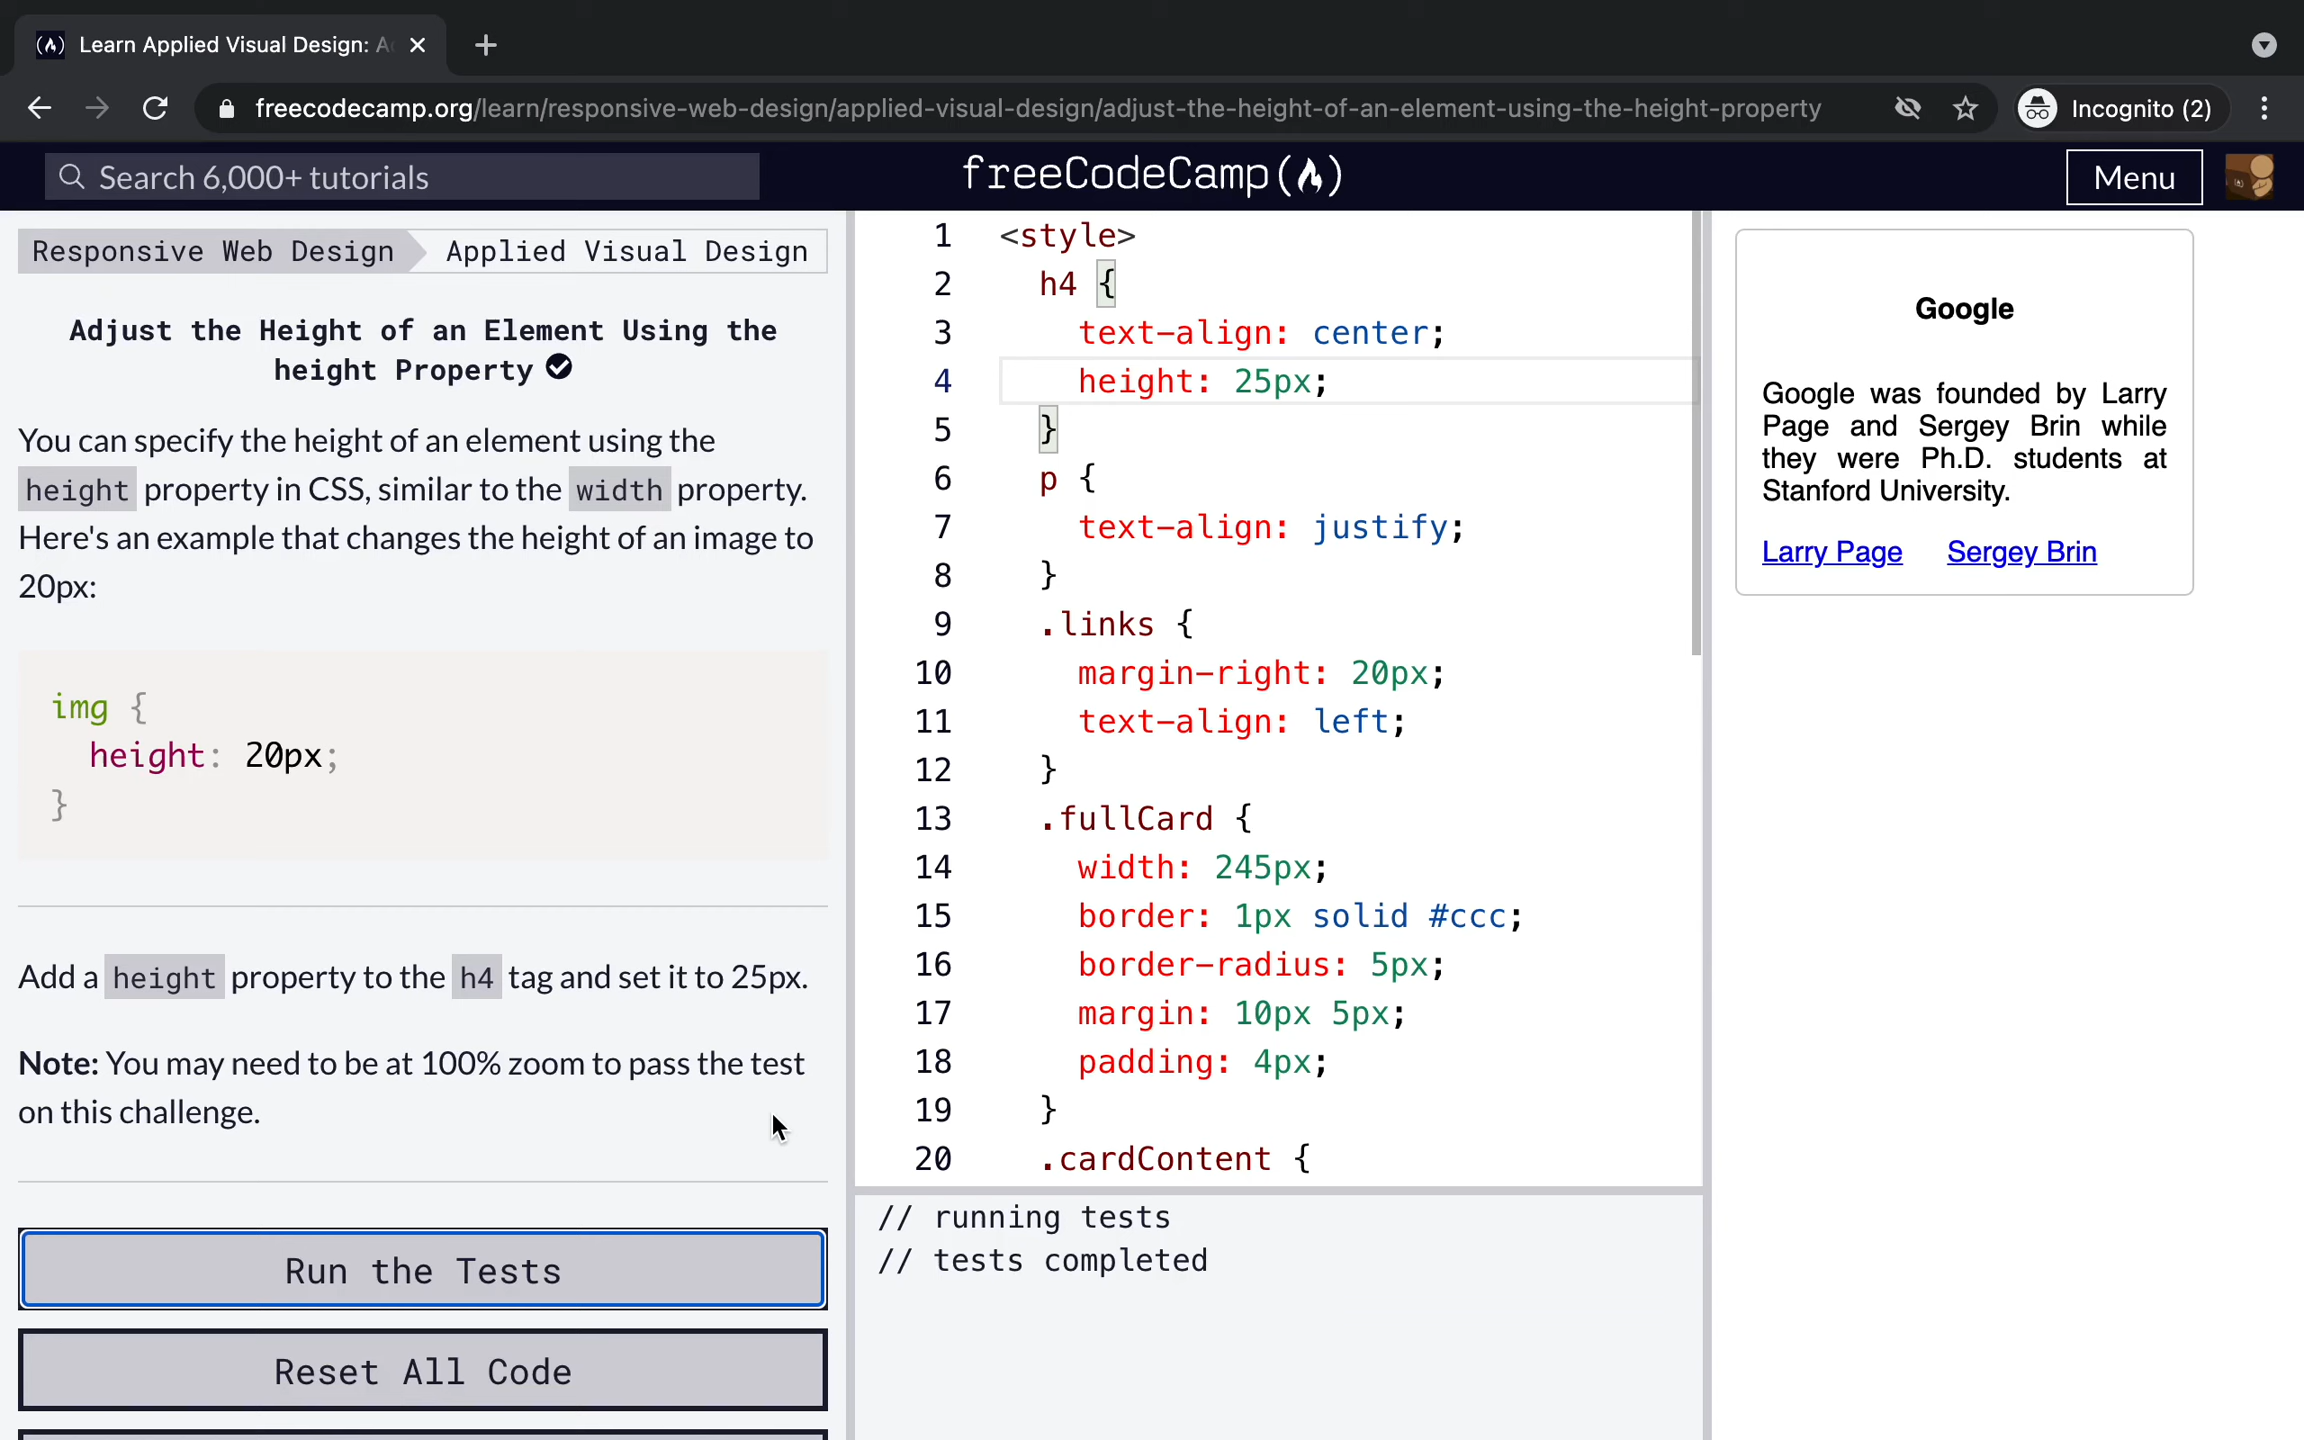 Learn Applied Visual Design:
freecodecamp.org/learn/responsive-web-design/applied-visual-design/adjust-the-height-of-an-element-using-the-height-property
Incognito (2)
Search 6,000+ tutorials
freeCodeCamp
Menu
Responsive Web Design
Applied Visual Design
Adjust the Height of an Element Using the
height Property
You can specify the height of an element using the
height property in CSS, similar to the width property.
Here's an example that changes the height of an image to
20px:
img {
height: 20px;
}
Add a height property to the h4 tag and set it to 25px.
Note: You may need to be at 100% zoom to pass the test
on this challenge.
Run the Tests
Reset All Code
1 <style>
2 h4 {
3 text-align: center;
4 height: 25px;
5 }
6 p {
7 text-align: justify;
8 }
9 .links {
10 margin-right: 20px;
11 text-align: left;
12 }
13 .fullCard {
14 width: 245px;
15 border: 1px solid #ccc;
16 border-radius: 5px;
17 margin: 10px 5px;
18 padding: 4px;
19 }
20 .cardContent {
// running tests
// tests completed
Google
Google was founded by Larry
Page and Sergey Brin while
they were Ph.D. students at
Stanford University.
Larry Page Sergey Brin